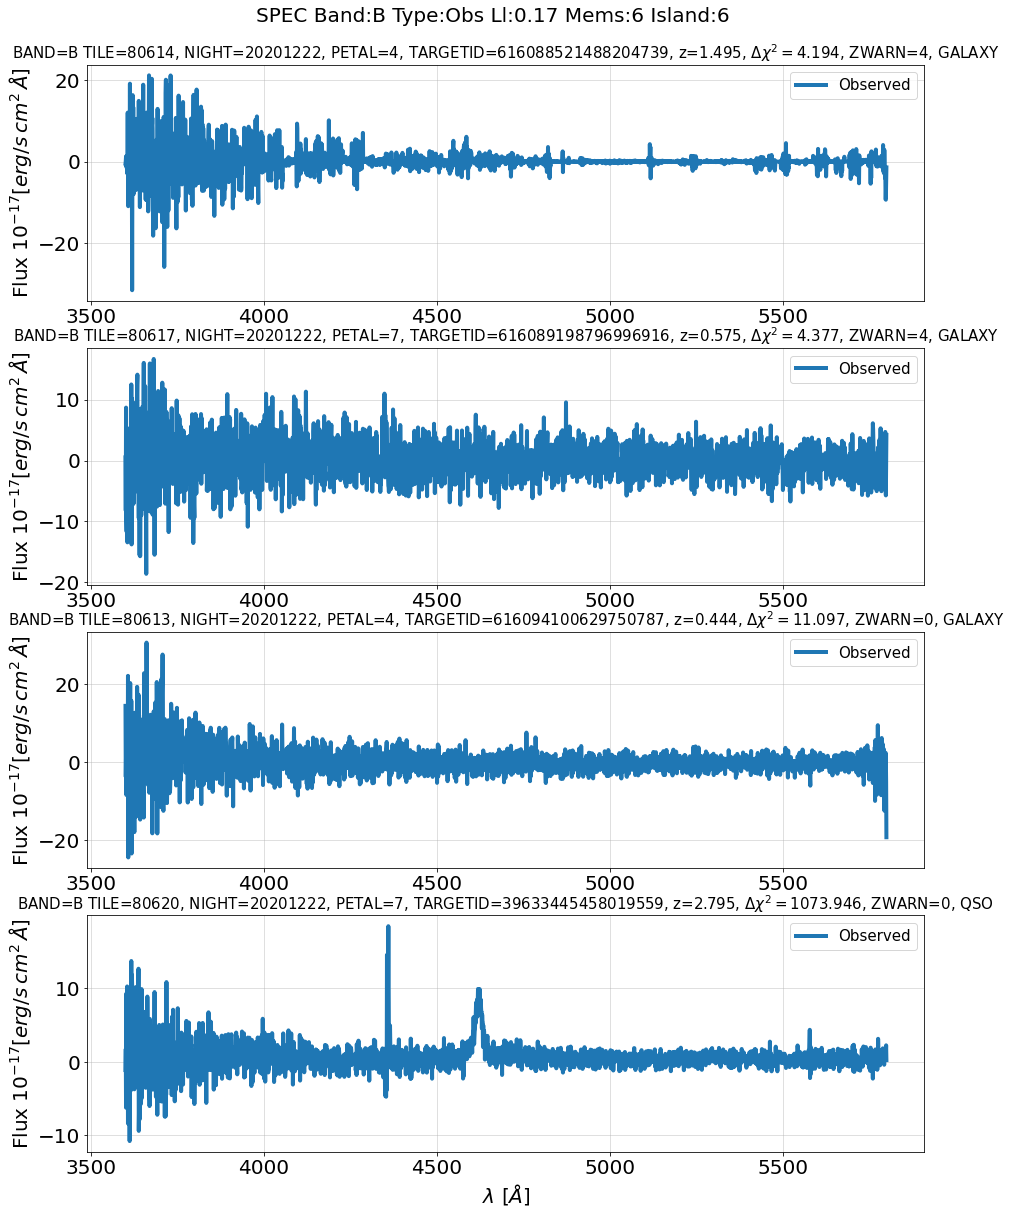 SPEC Band:B Type:Obs Ll:0.17 Mems:6 Island:6
BAND=B TILE=80614, NIGHT=20201222, PETAL=4, TARGETID=616088521488204739, z=1.495, Δχ² = 4.194, ZWARN=4, GALAXY
Flux 10⁻¹⁷[erg/s cm² Å]
20
0
−20
Observed
3500 4000 4500 5000 5500
BAND=B TILE=80617, NIGHT=20201222, PETAL=7, TARGETID=616089198796996916, z=0.575, Δχ² = 4.377, ZWARN=4, GALAXY
Flux 10⁻¹⁷[erg/s cm² Å]
10
0
−10
−20
Observed
3500 4000 4500 5000 5500
BAND=B TILE=80613, NIGHT=20201222, PETAL=4, TARGETID=616094100629750787, z=0.444, Δχ² = 11.097, ZWARN=0, GALAXY
Flux 10⁻¹⁷[erg/s cm² Å]
20
0
−20
Observed
3500 4000 4500 5000 5500
BAND=B TILE=80620, NIGHT=20201222, PETAL=7, TARGETID=39633445458019559, z=2.795, Δχ² = 1073.946, ZWARN=0, QSO
Flux 10⁻¹⁷[erg/s cm² Å]
10
0
−10
Observed
3500 4000 4500 5000 5500
λ [Å]